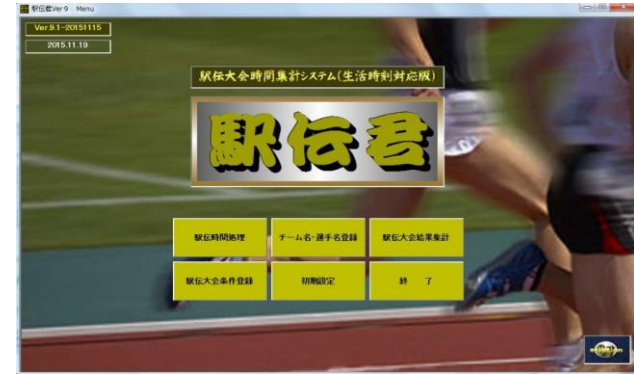 駅伝君Ver9 Menu
Ver.9.1-20151115
2015.11.19
駅伝大会時間集計システム(生活時刻対応版)
駅伝君
駅伝時間処理
チーム名・選手名登録
駅伝大会結果集計
駅伝大会条件登録
初期設定
終 了